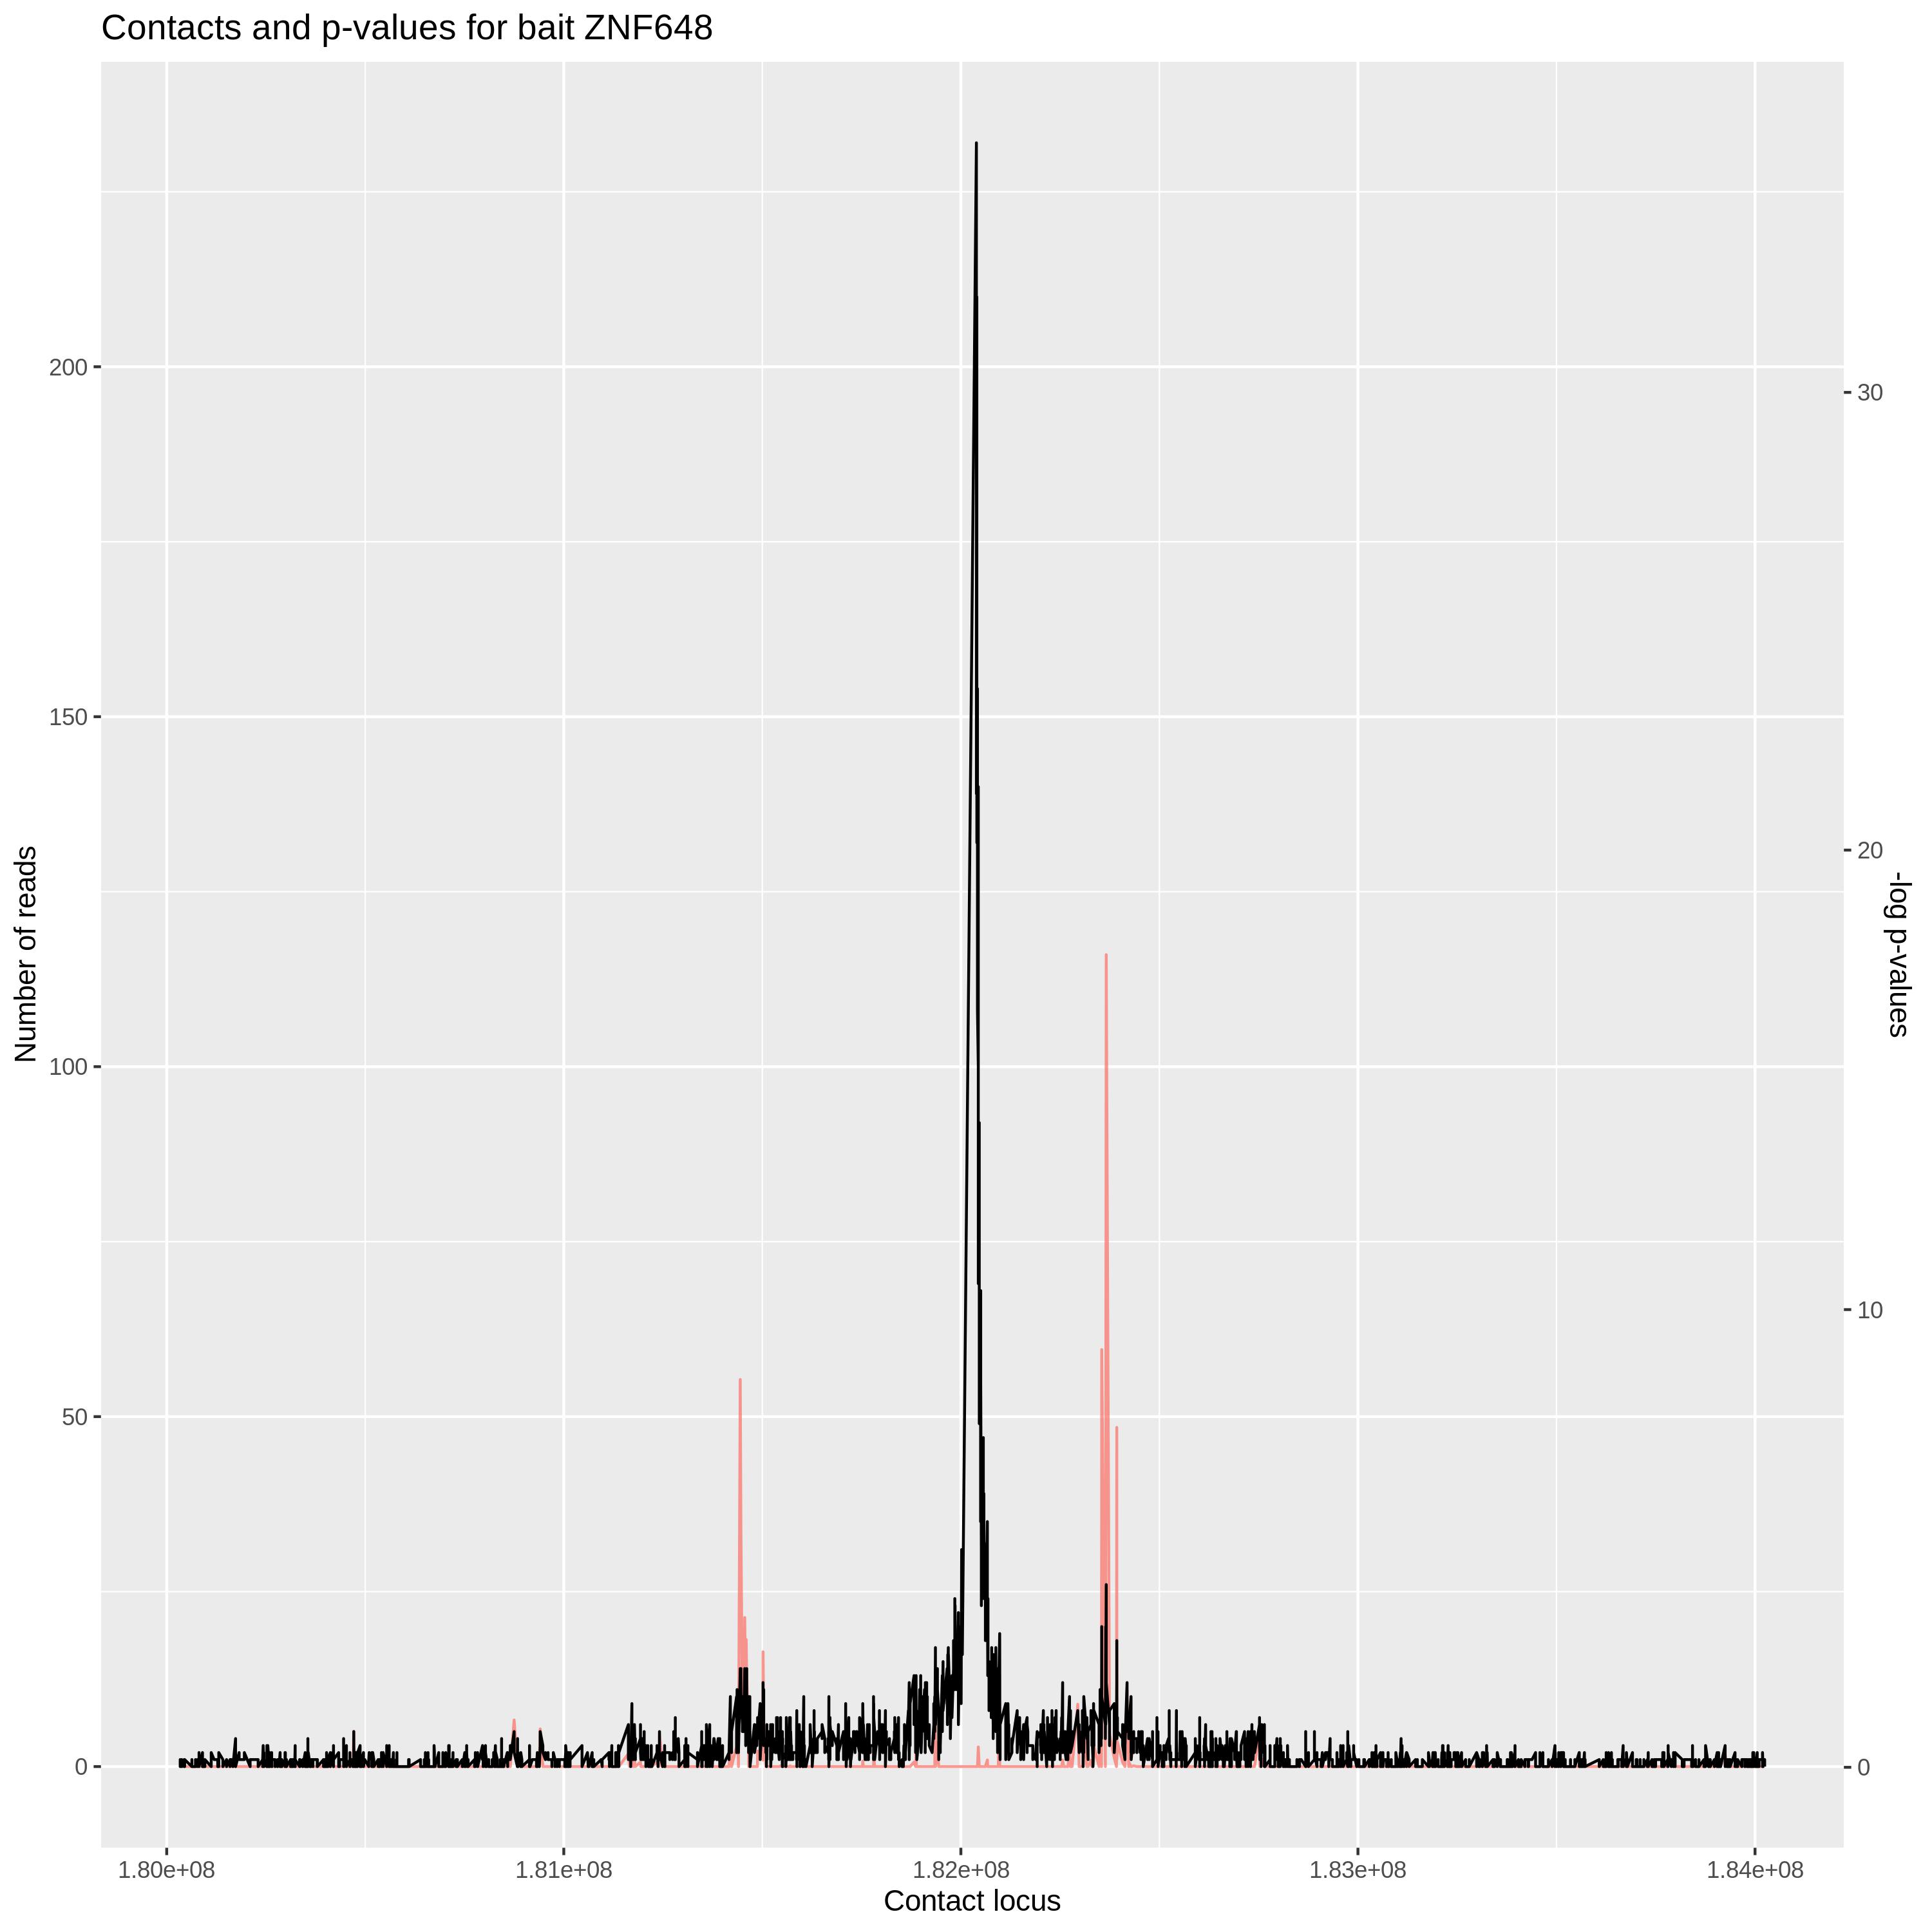 Contacts and p-values for bait ZNF648
Number of reads
200
150
100
50
0
30
20
10
0
-log p-values
1.80e+08 1.81e+08 1.82e+08 1.83e+08 1.84e+08
Contact locus